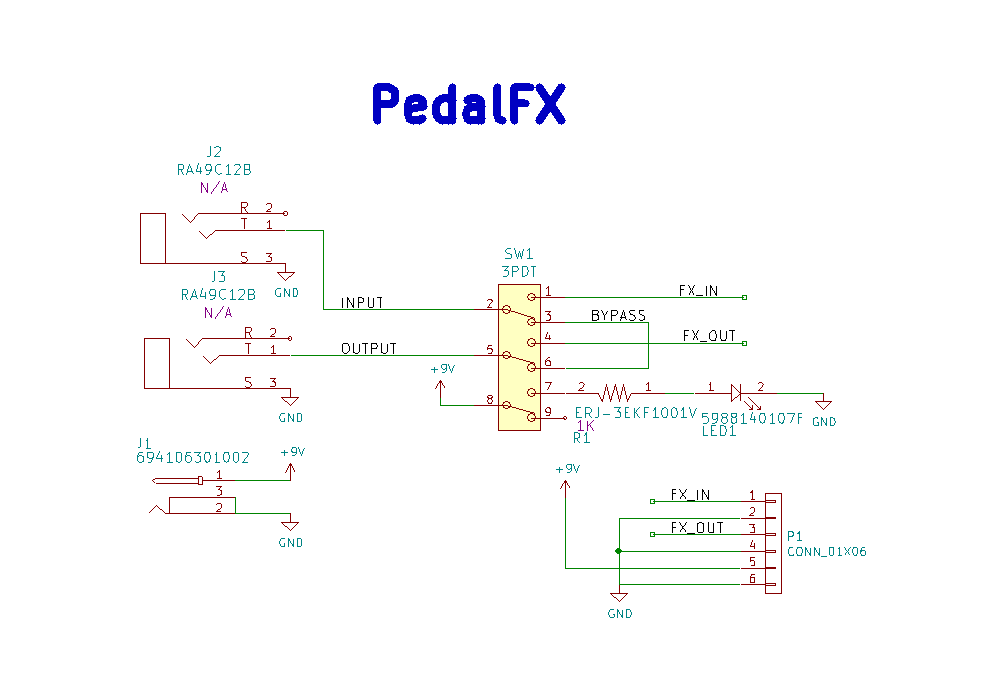 PedalFX
J2
RA49C12B
N/A
R 2
T 1
S 3
GND
J3
RA49C12B
N/A
R 2
T 1
S 3
GND
INPUT
OUTPUT
+9V
SW1
3PDT
2
5
8
1
3
4
6
7
9
FX_IN
BYPASS
FX_OUT
2 1
ERJ-3EKF1001V
1K
R1
1 2
5988140107F
LED1
GND
J1
694106301002
+9V
1
3
2
GND
+9V
FX_IN
FX_OUT
1
2
3
4
5
6
P1
CONN_01X06
GND